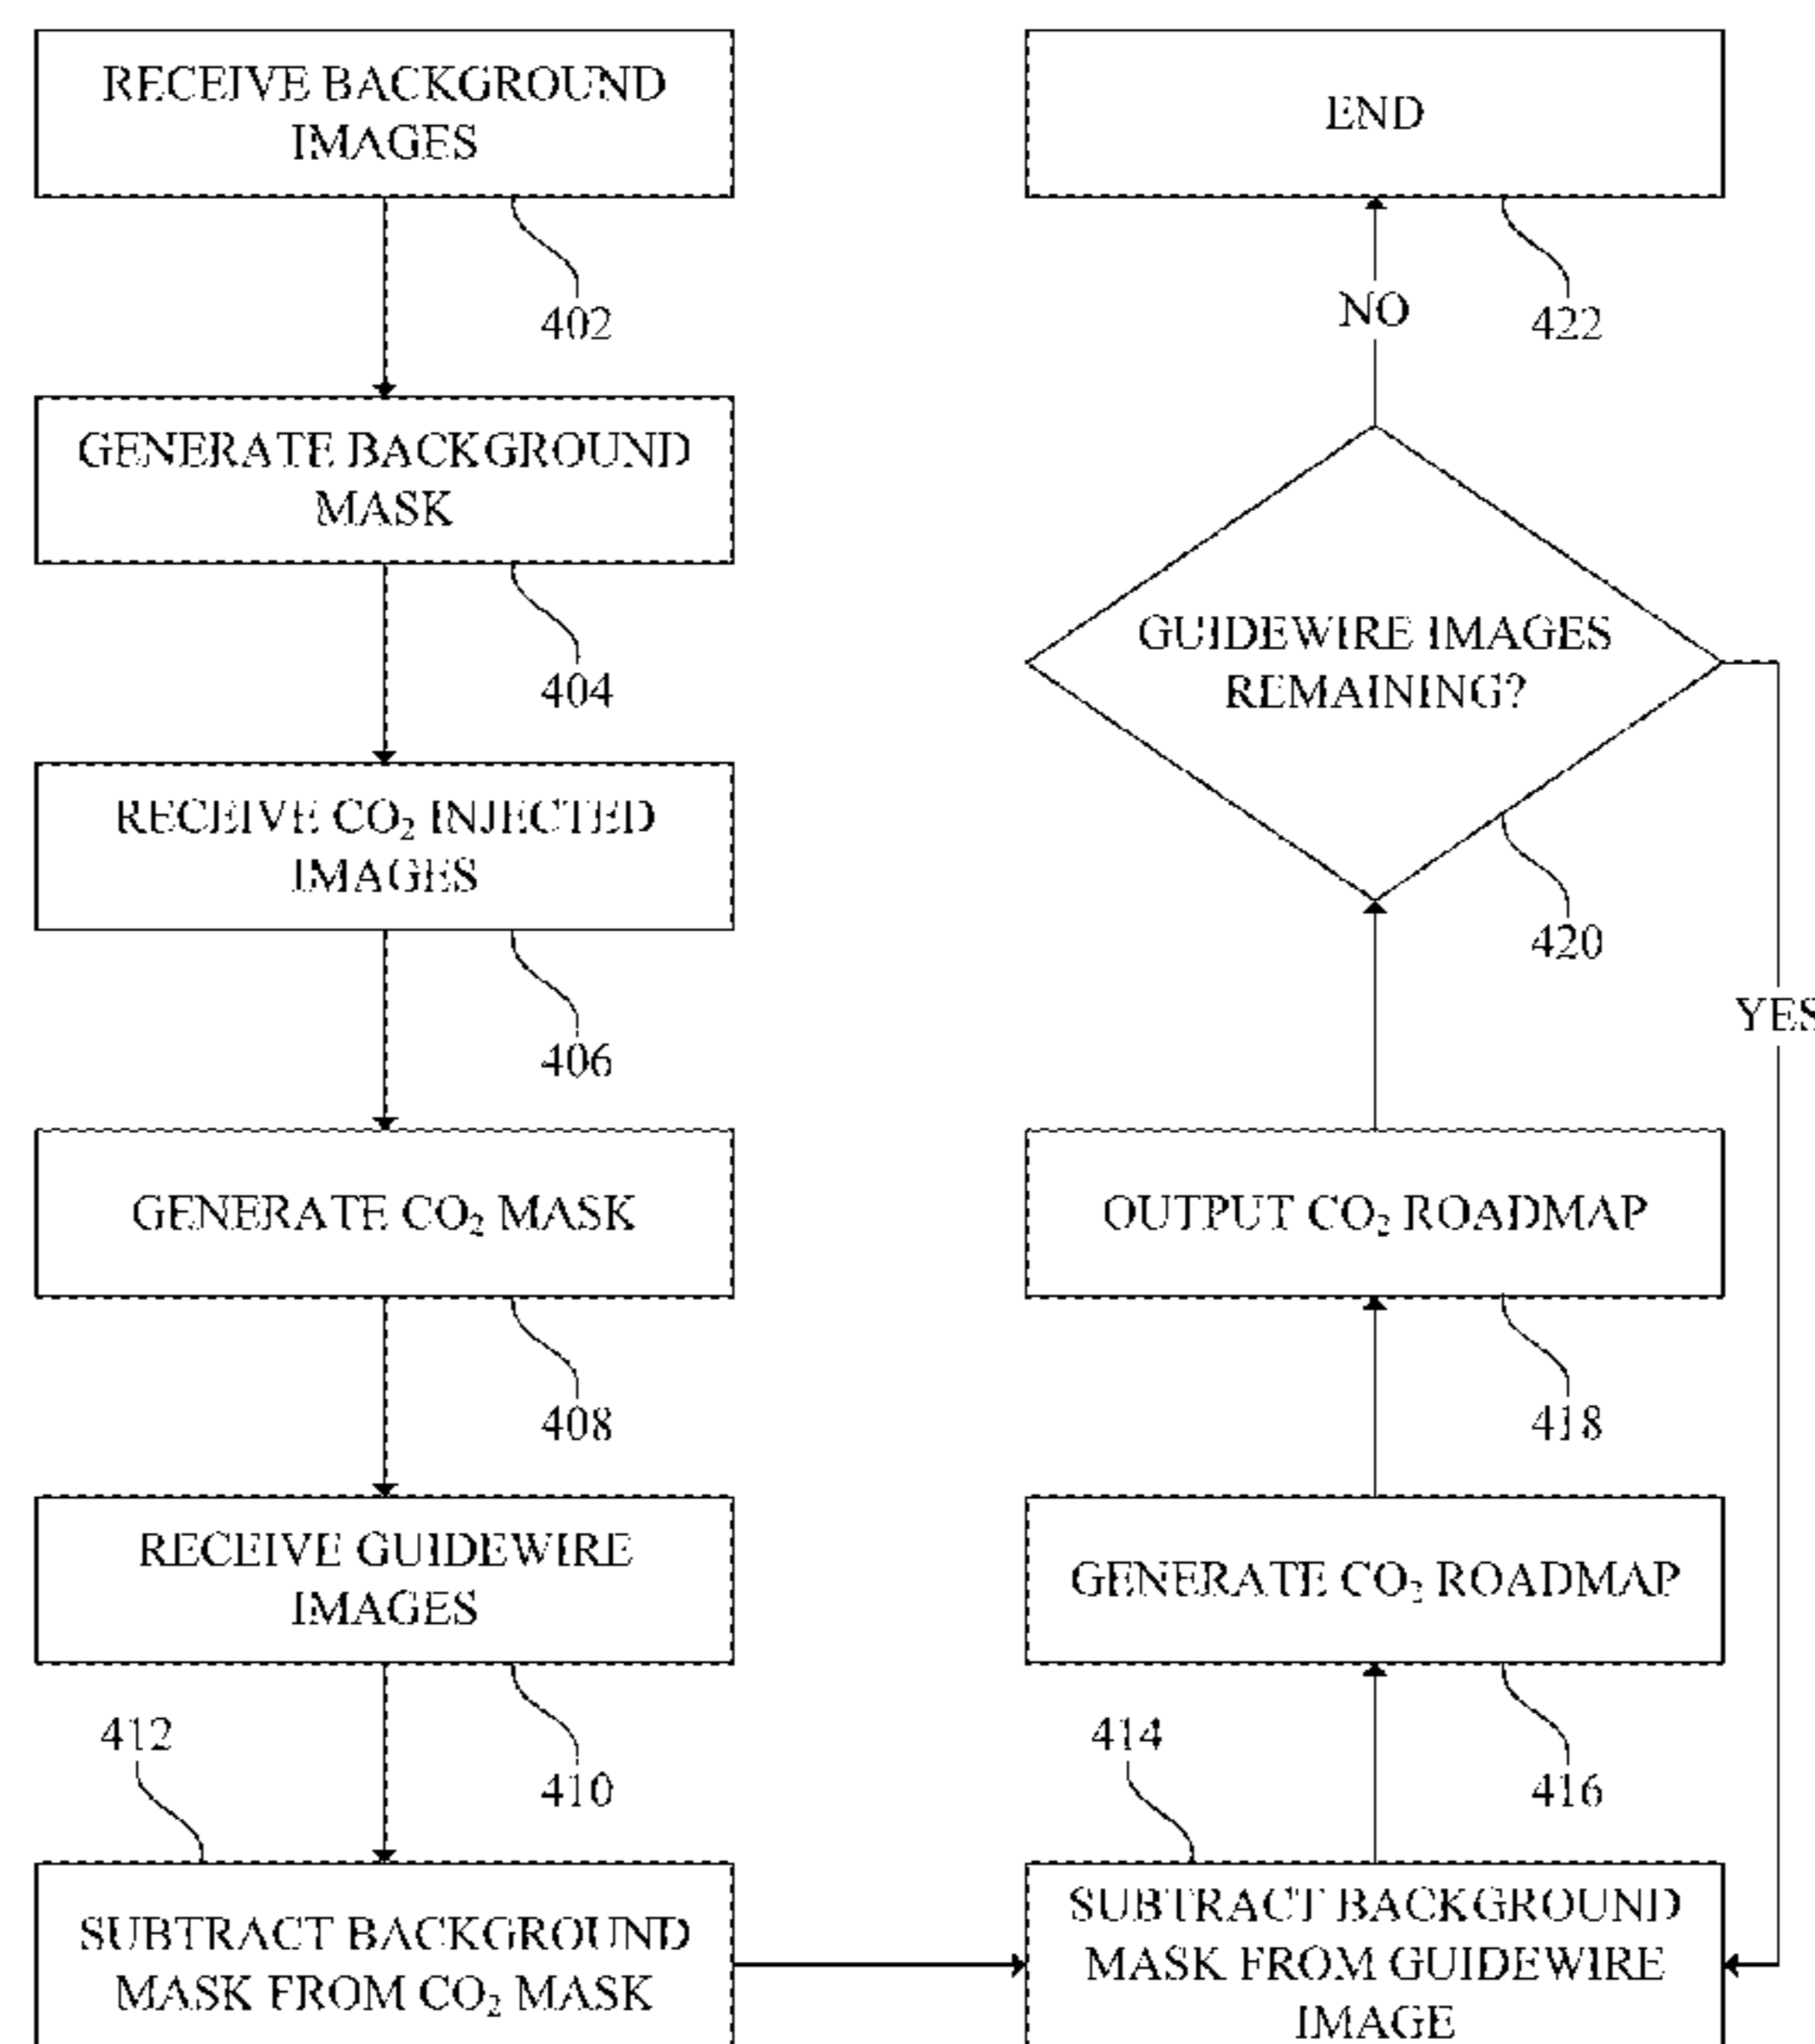 RECEIVE BACKGROUND
IMAGES
402
GENERATE BACKGROUND
MASK
404
RECEIVE CO₂ INJECTED
IMAGES
406
GENERATE CO₂ MASK
408
RECEIVE GUIDEWIRE
IMAGES
410
412
SUBTRACT BACKGROUND
MASK FROM CO₂ MASK
414
SUBTRACT BACKGROUND
MASK FROM GUIDEWIRE
IMAGE
416
GENERATE CO₂ ROADMAP
418
OUTPUT CO₂ ROADMAP
420
GUIDEWIRE IMAGES
REMAINING?
YES
NO
422
END